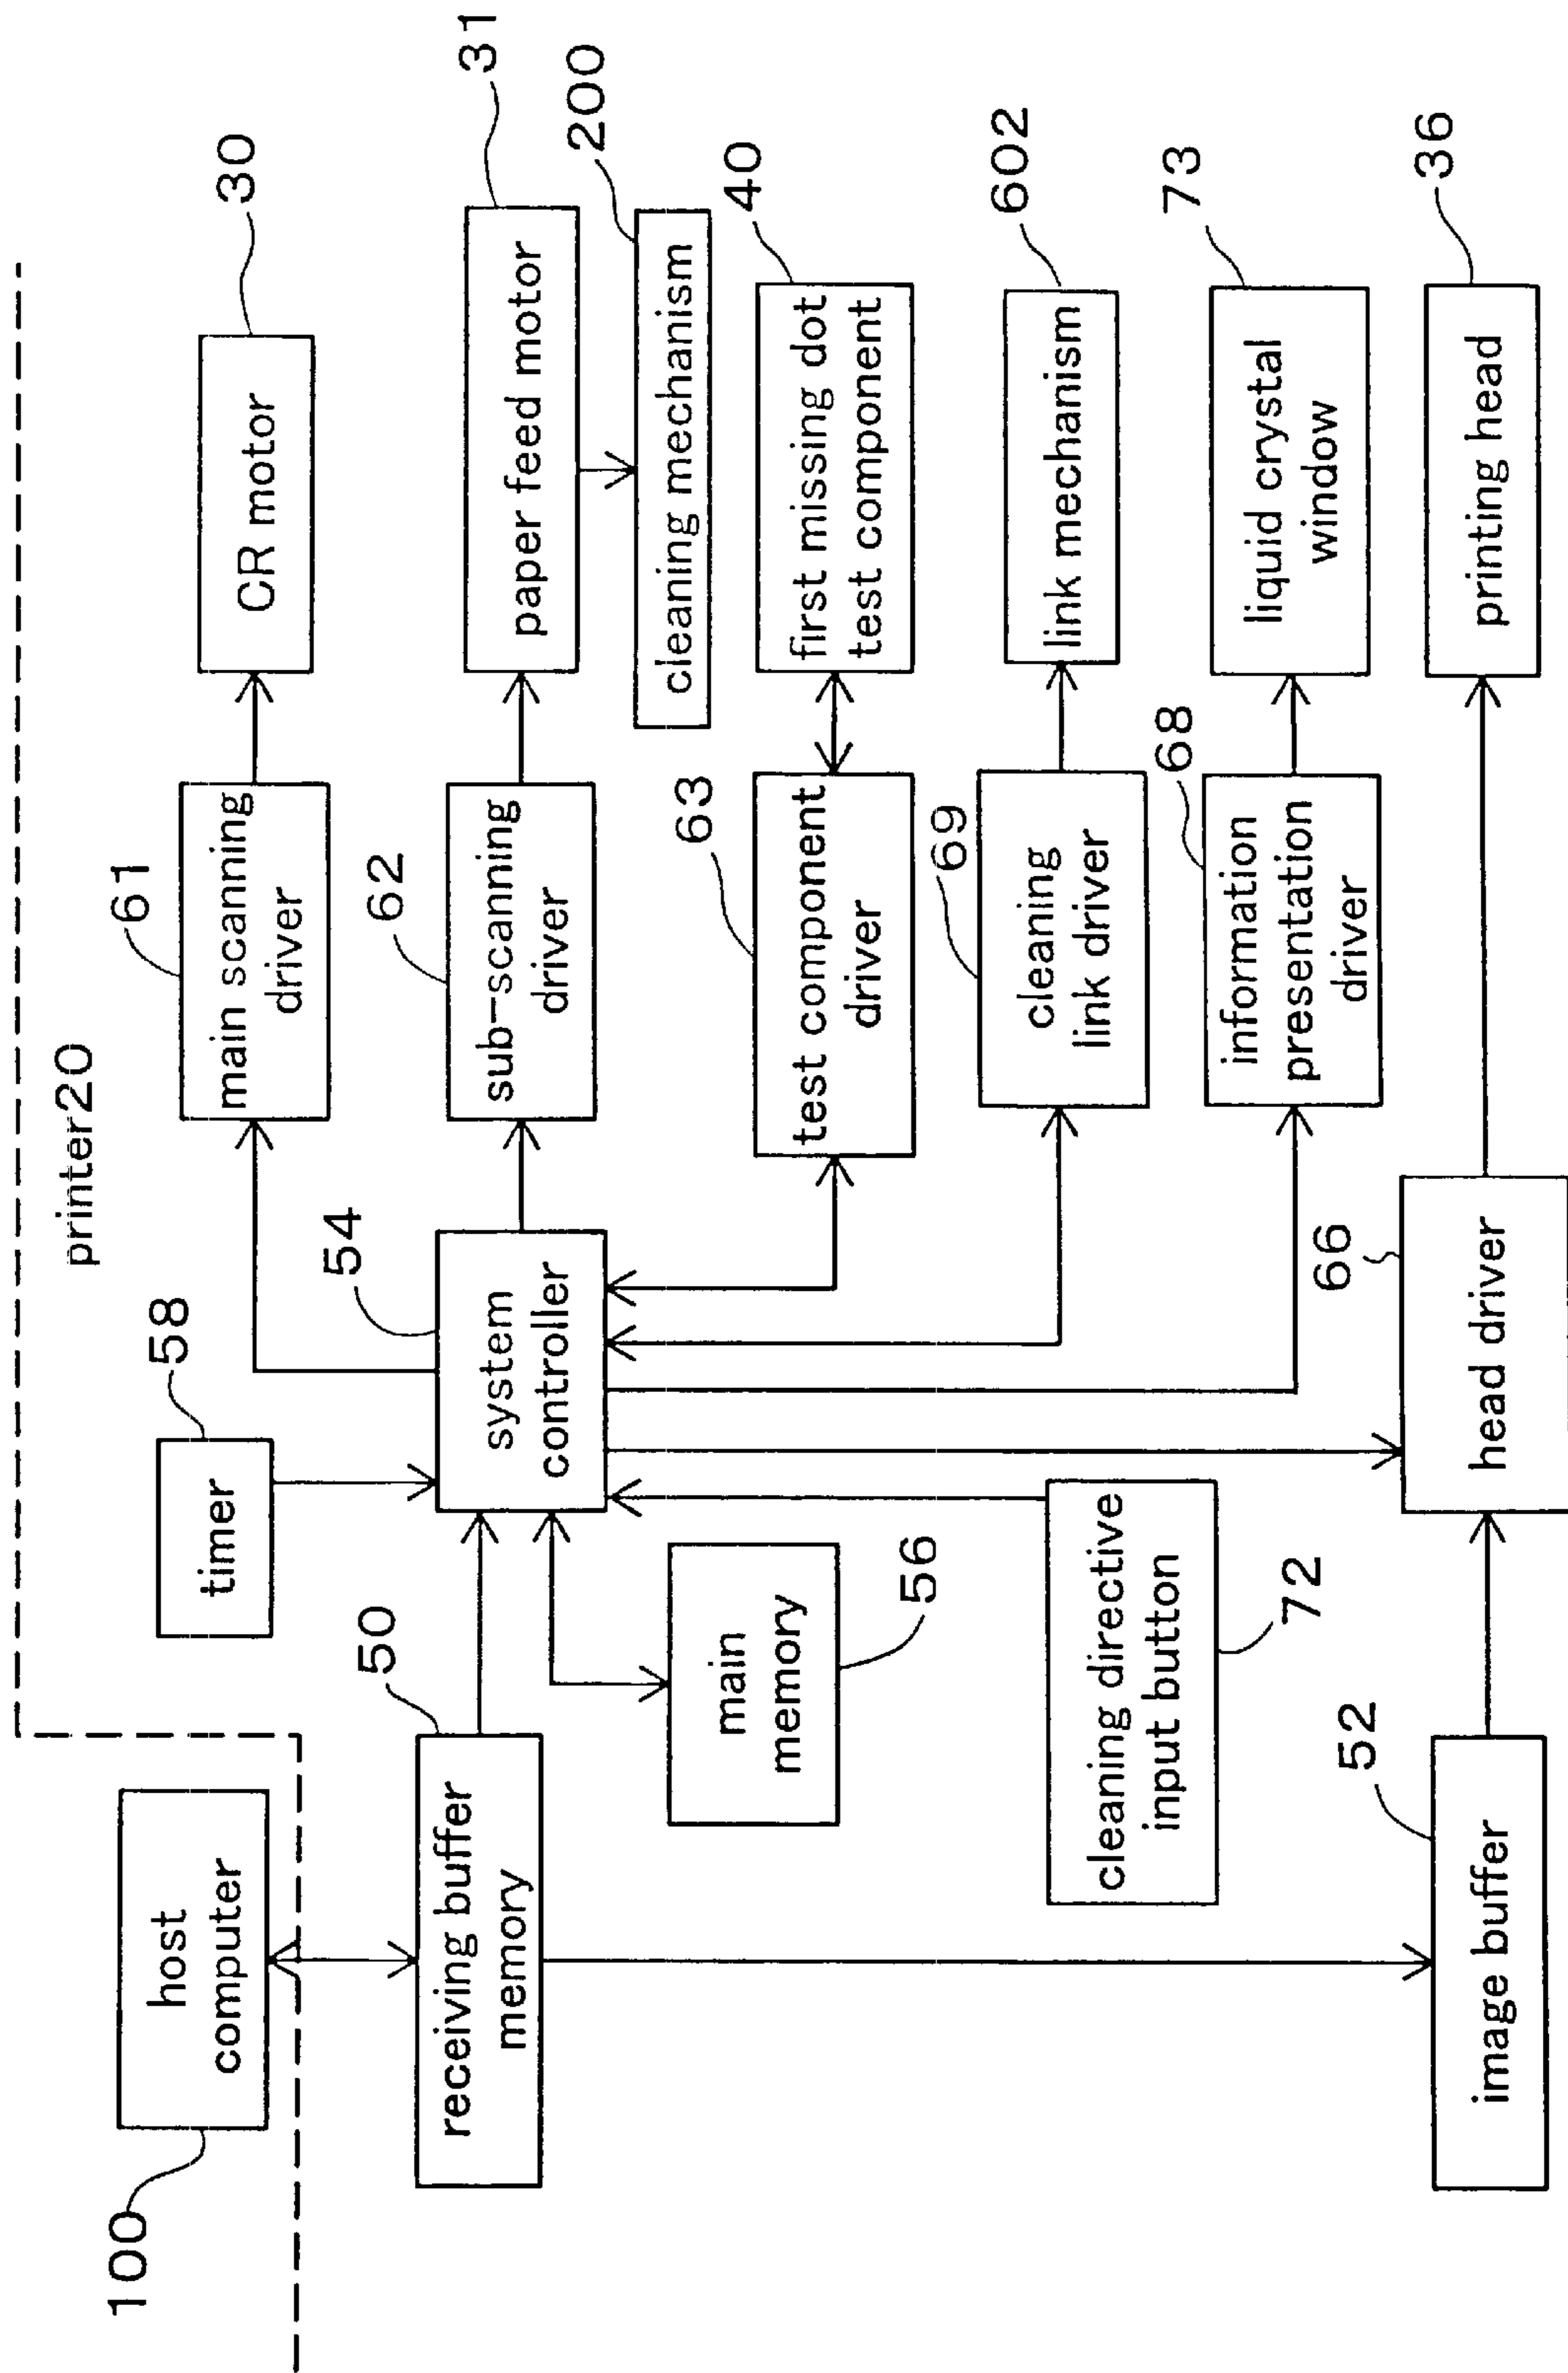 100
host
computer
printer20
58
timer
61
main scanning
driver
30
CR motor
50
receiving buffer
memory
54
system
controller
62
sub-scanning
driver
31
paper feed motor
200
cleaning mechanism
main
memory
56
63
test component
driver
40
first missing dot
test component
cleaning directive
input button
72
69
cleaning
link driver
602
link mechanism
68
information
presentation
driver
73
liquid crystal
window
52
image buffer
66
head driver
36
printing head